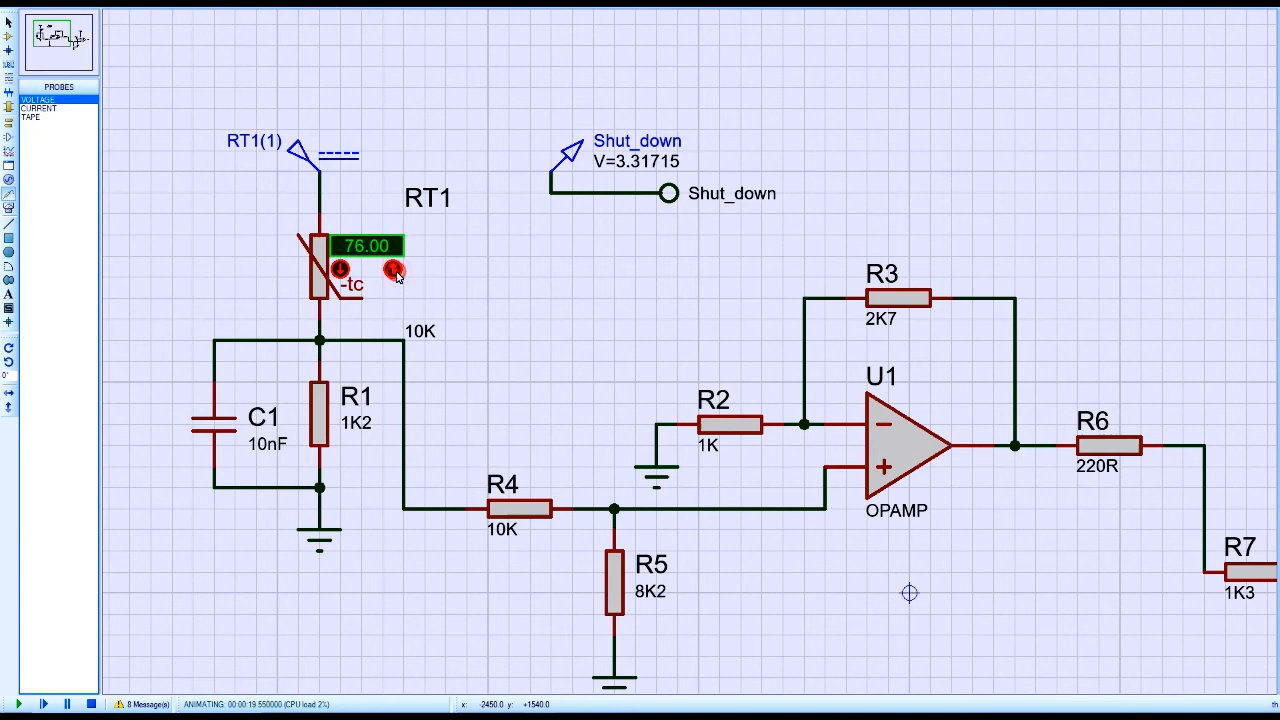 PROBES
VOLTAGE
CURRENT
TAPE
RT1(1)
Shut_down
V=3.31715
Shut_down
RT1
76.00
-tc
10K
R3
2K7
U1
R2
1K
R1
1K2
C1
10nF
R6
220R
R4
10K
OPAMP
R5
8K2
R7
1K3
8 Message(s)
ANIMATING: 00:00:19.550000 (CPU load 2%)
x: -2450.0 y: +1540.0
th